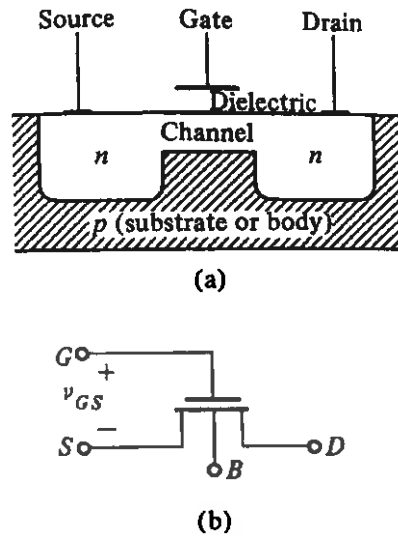 Source Gate Drain
Dielectric
Channel
n n
p (substrate or body)
(a)
G +
v_GS
S − D
B
(b)